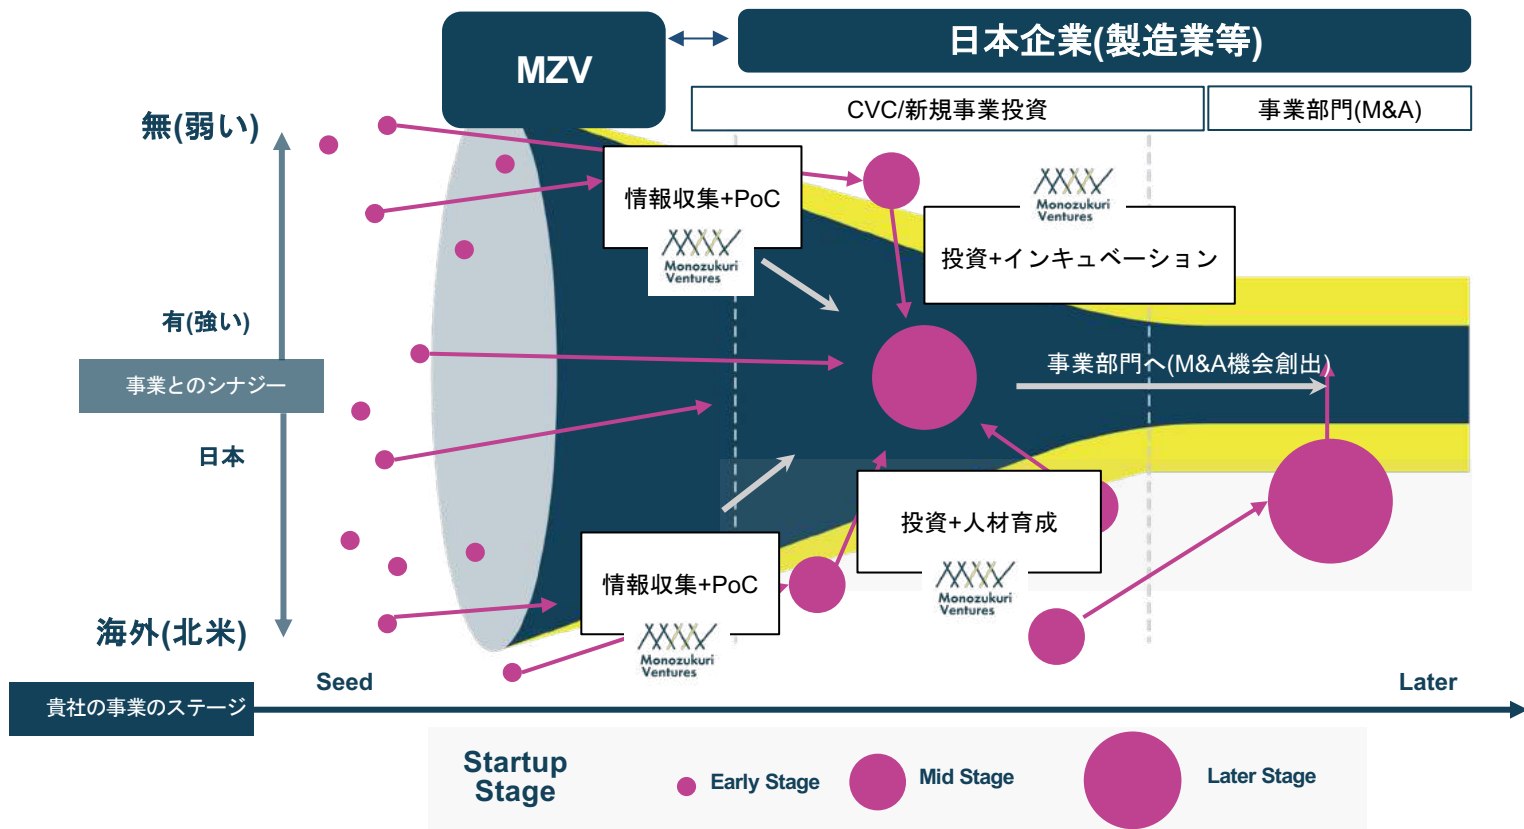 MZV
日本企業(製造業等)
CVC/新規事業投資
事業部門(M&A)
無(弱い)
情報収集+PoC
Monozukuri
Ventures
Monozukuri
Ventures
投資+インキュベーション
有(強い)
事業とのシナジー
事業部門へ(M&A機会創出)
日本
投資+人材育成
Monozukuri
Ventures
情報収集+PoC
Monozukuri
Ventures
海外(北米)
Seed
Later
貴社の事業のステージ
Startup
Stage
Early Stage
Mid Stage
Later Stage